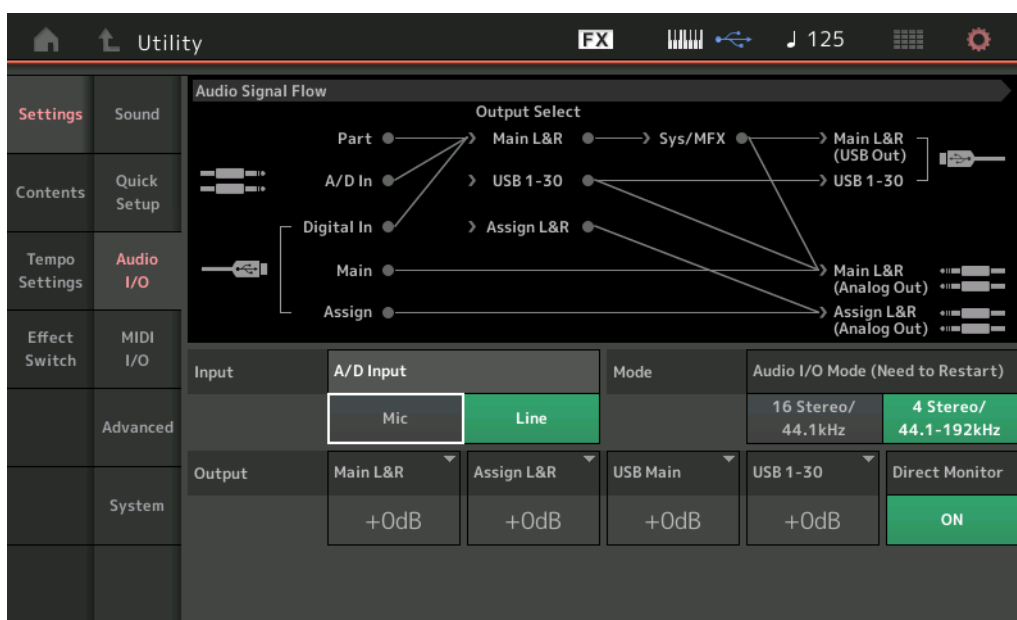 Utility
FX
125
Settings
Sound
Contents
Quick
Setup
Tempo
Settings
Audio
I/O
Effect
Switch
MIDI
I/O
Advanced
System
Audio Signal Flow
Output Select
Part
Main L&R
Sys/MFX
Main L&R
(USB Out)
A/D In
USB 1-30
USB 1-30
Digital In
Assign L&R
Main
Main L&R
(Analog Out)
Assign
Assign L&R
(Analog Out)
Input
A/D Input
Mode
Audio I/O Mode (Need to Restart)
Mic
Line
16 Stereo/
44.1kHz
4 Stereo/
44.1-192kHz
Output
Main L&R
Assign L&R
USB Main
USB 1-30
Direct Monitor
+0dB
+0dB
+0dB
+0dB
ON